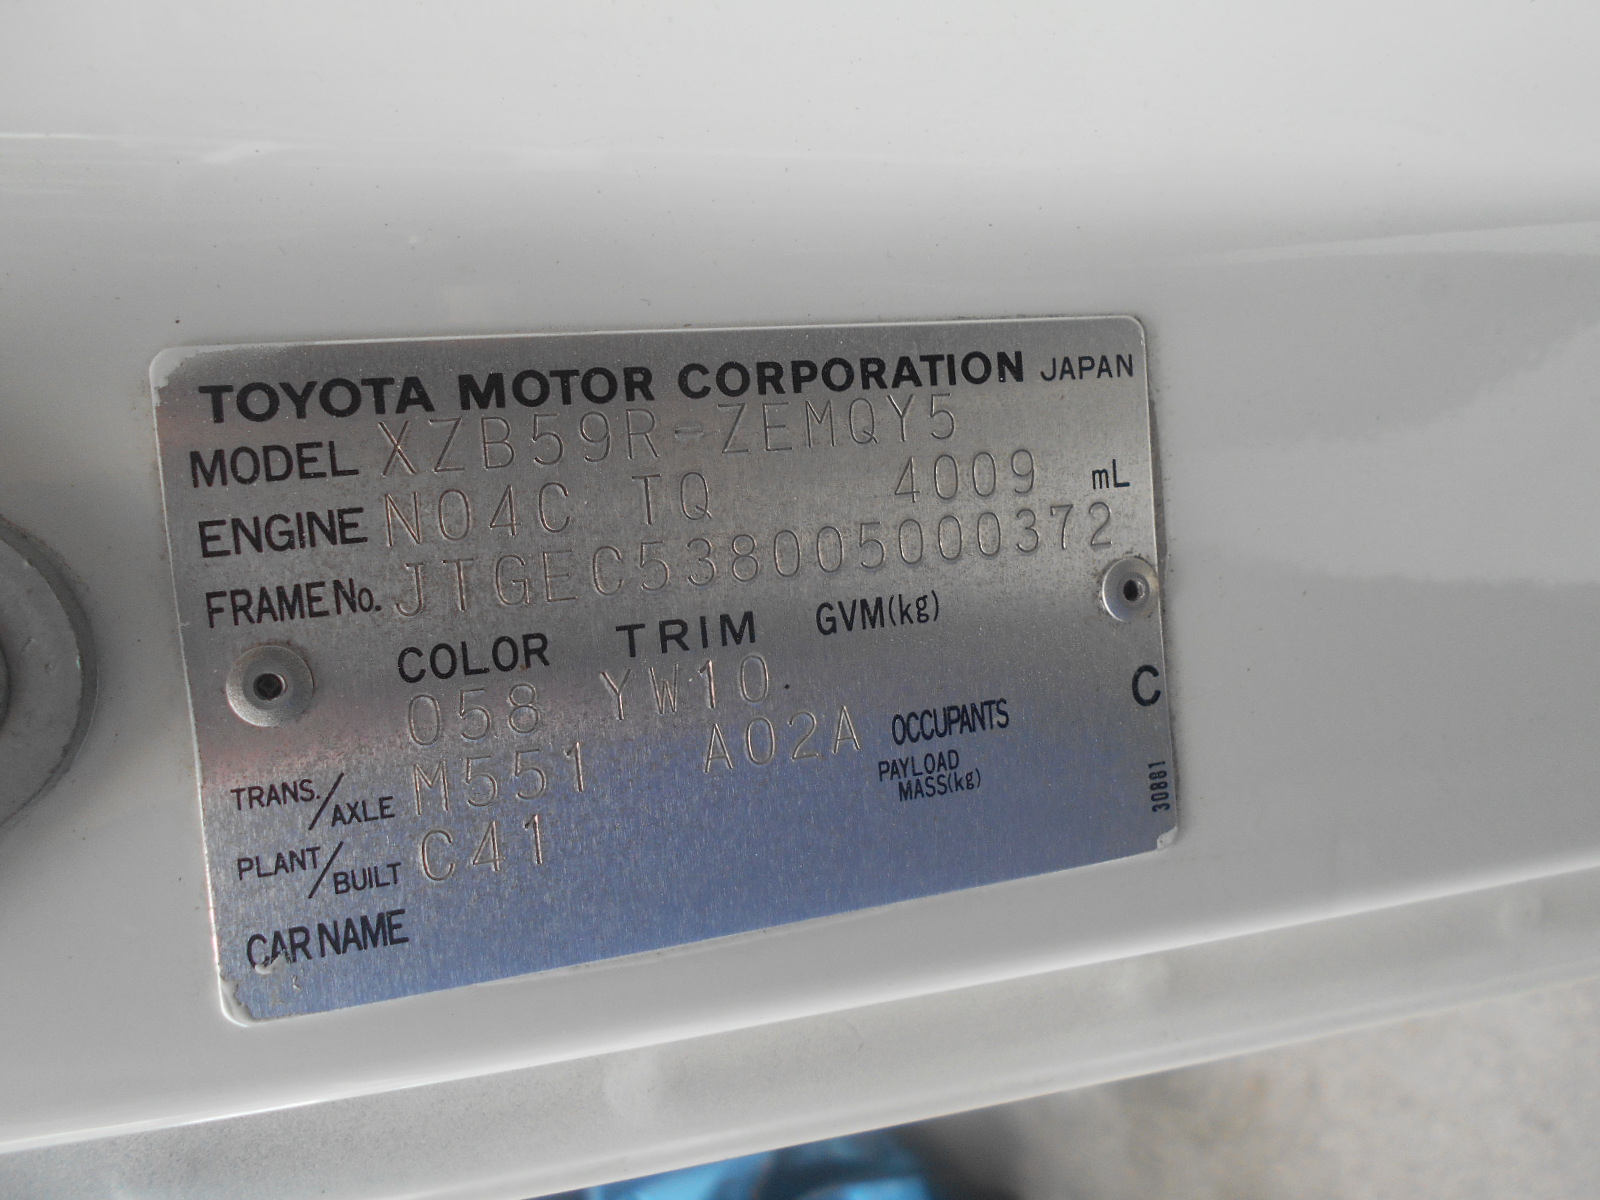 TOYOTA MOTOR CORPORATION JAPAN
MODEL XZB59R-ZEMQY5
ENGINE N04C TQ 4009 mL
FRAME No. JTGEC538005000372
COLOR TRIM GVM(kg)
058 YW10
C
TRANS./AXLE M551 A02A OCCUPANTS
PAYLOAD
MASS(kg)
PLANT/BUILT C41
CAR NAME
30881